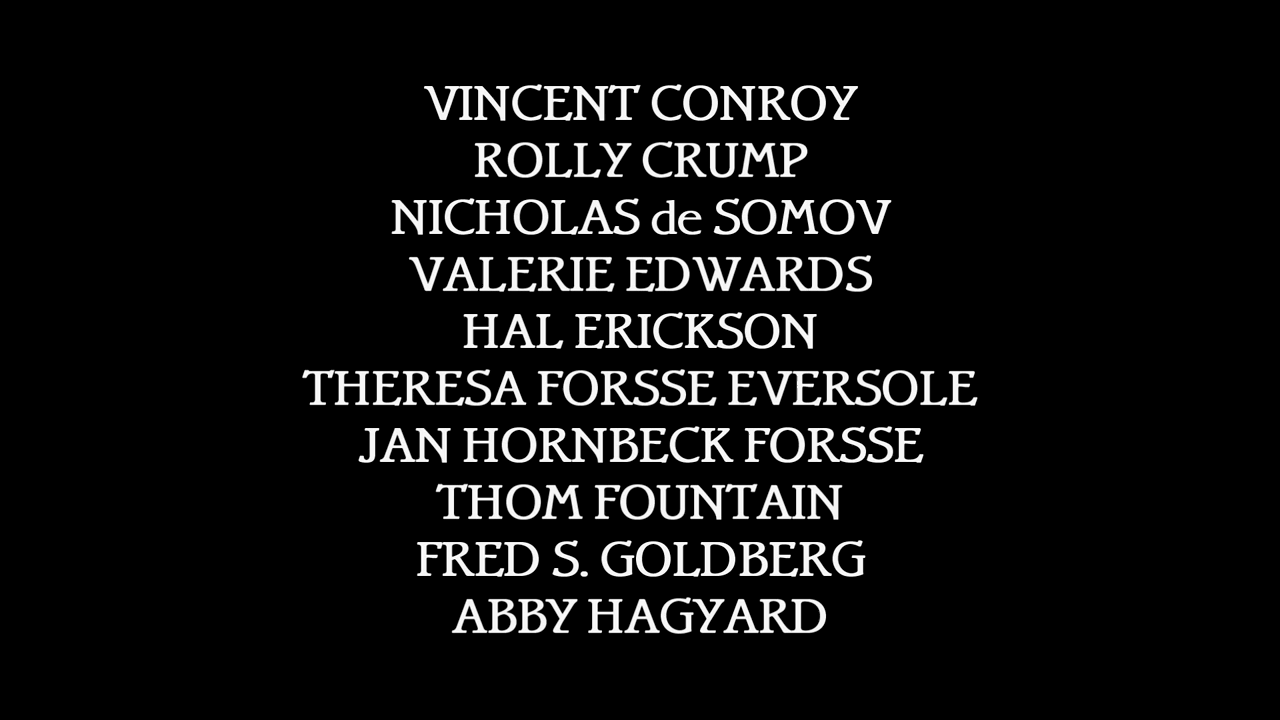 VINCENT CONROY
ROLLY CRUMP
NICHOLAS de SOMOV
VALERIE EDWARDS
HAL ERICKSON
THERESA FORSSE EVERSOLE
JAN HORNBECK FORSSE
THOM FOUNTAIN
FRED S. GOLDBERG
ABBY HAGYARD